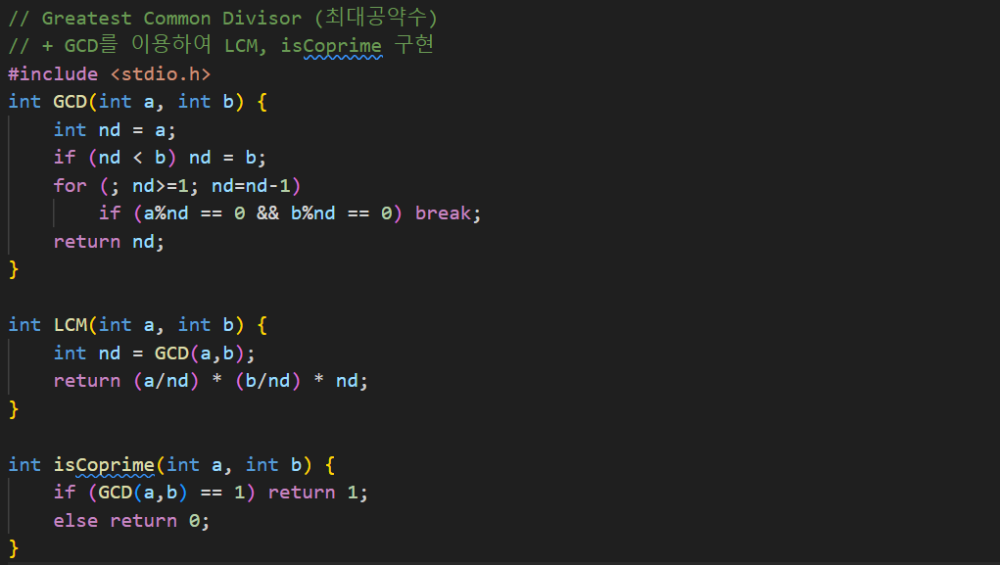 // Greatest Common Divisor (최대공약수)
// + GCD를 이용하여 LCM, isCoprime 구현
#include <stdio.h>
int GCD(int a, int b) {
    int nd = a;
    if (nd < b) nd = b;
    for (; nd>=1; nd=nd-1)
        if (a%nd == 0 && b%nd == 0) break;
    return nd;
}

int LCM(int a, int b) {
    int nd = GCD(a,b);
    return (a/nd) * (b/nd) * nd;
}

int isCoprime(int a, int b) {
    if (GCD(a,b) == 1) return 1;
    else return 0;
}